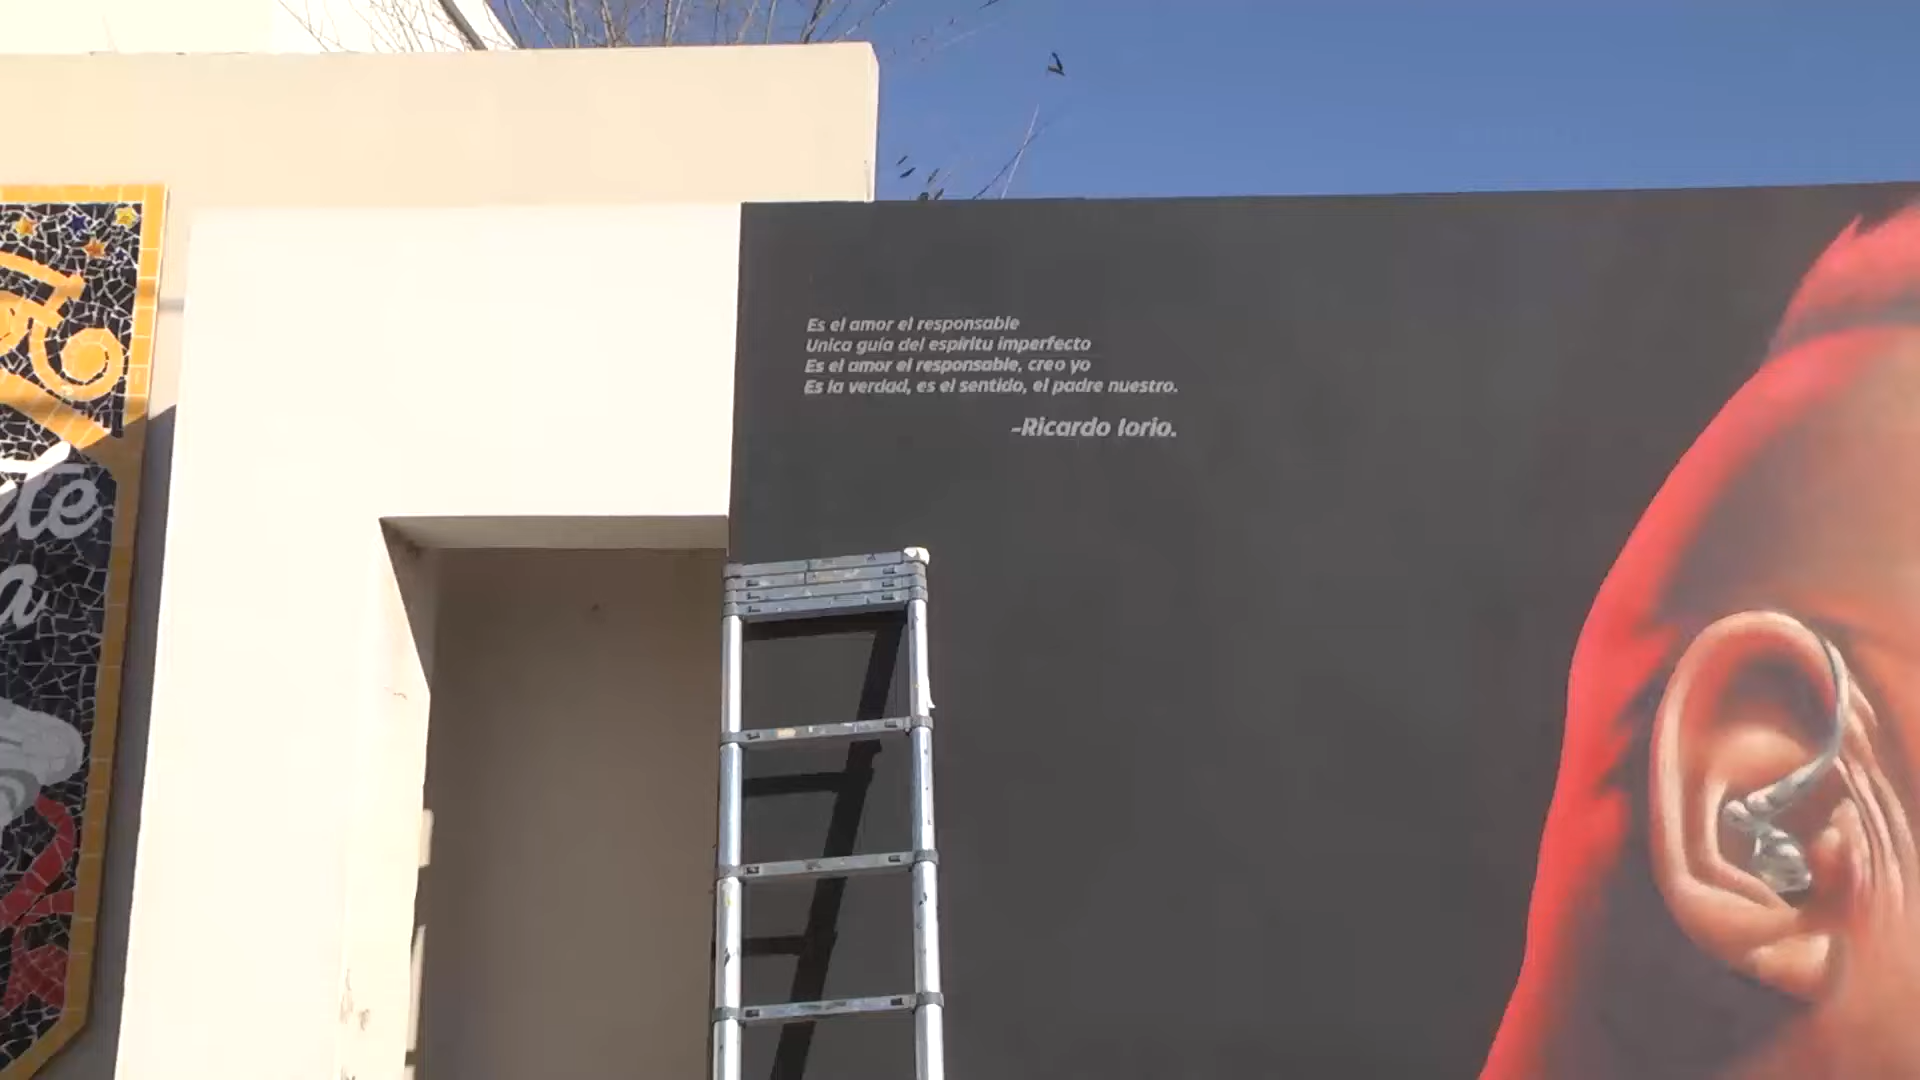 Es el amor el responsable
Unica guía del espíritu imperfecto
Es el amor el responsable, creo yo
Es la verdad, es el sentido, el padre nuestro.
-Ricardo Iorio.